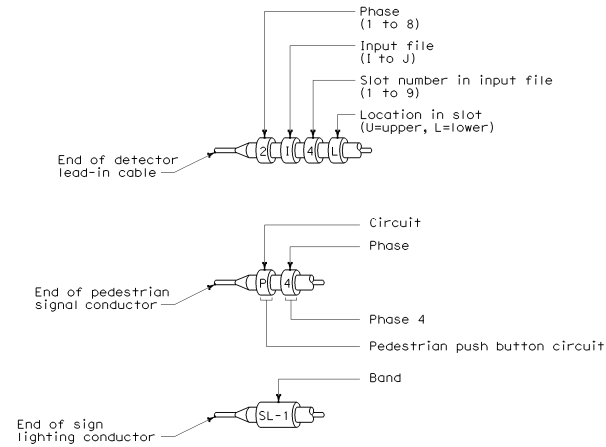 Phase
(1 to 8)
Input file
(I to J)
Slot number in input file
(1 to 9)
Location in slot
(U=upper, L=lower)
End of detector
lead-in cable
2 I 4 L
Circuit
Phase
P 4
End of pedestrian
signal conductor
Phase 4
Pedestrian push button circuit
Band
SL-1
End of sign
lighting conductor